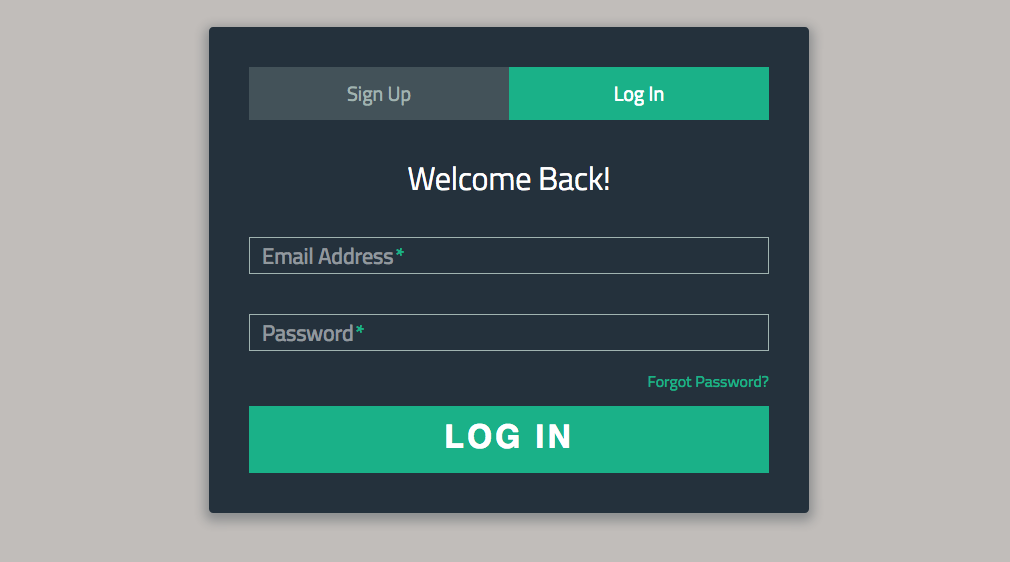 Sign Up Log In
Welcome Back!
Email Address*
Password*
Forgot Password?
LOG IN